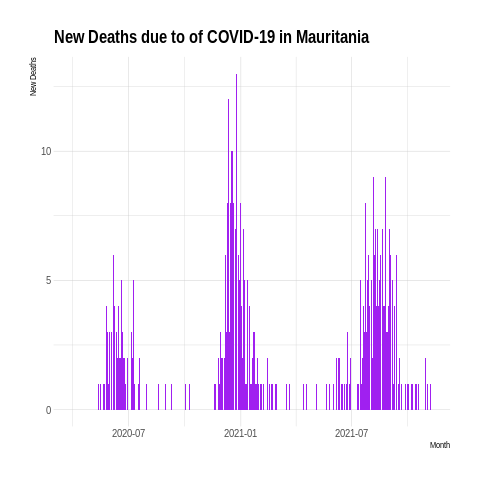 New Deaths due to of COVID-19 in Mauritania
New Deaths
10
5
0
2020-07
2021-01
2021-07
Month